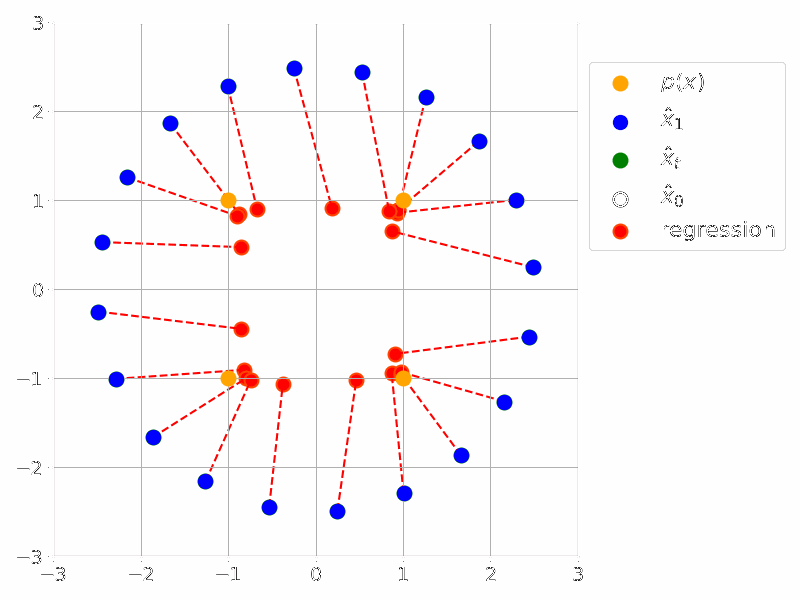 3
2
1
0
−1
−2
−3
−3 −2 −1 0 1 2 3
p(x)
x̂₁
x̂ₜ
x̂₀
regression